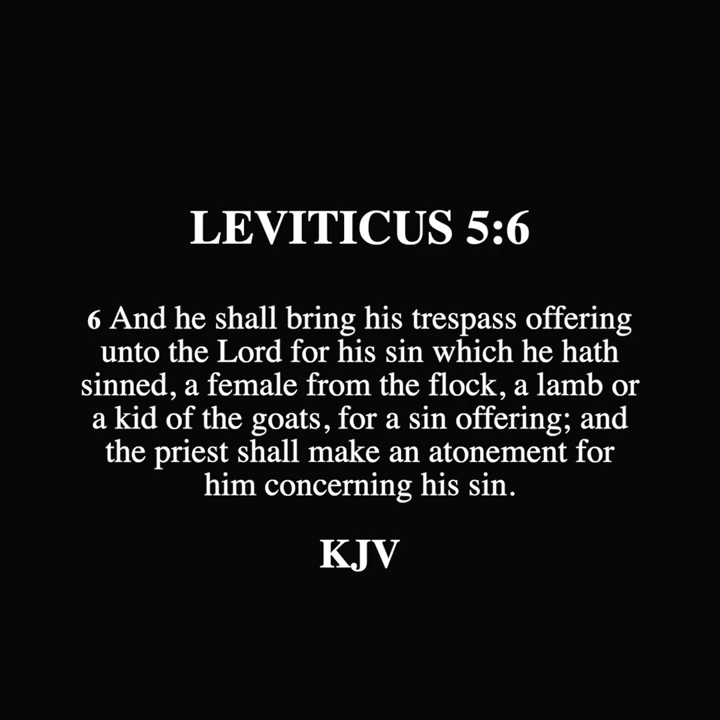 LEVITICUS 5:6
6 And he shall bring his trespass offering
unto the Lord for his sin which he hath
sinned, a female from the flock, a lamb or
a kid of the goats, for a sin offering; and
the priest shall make an atonement for
him concerning his sin.
KJV